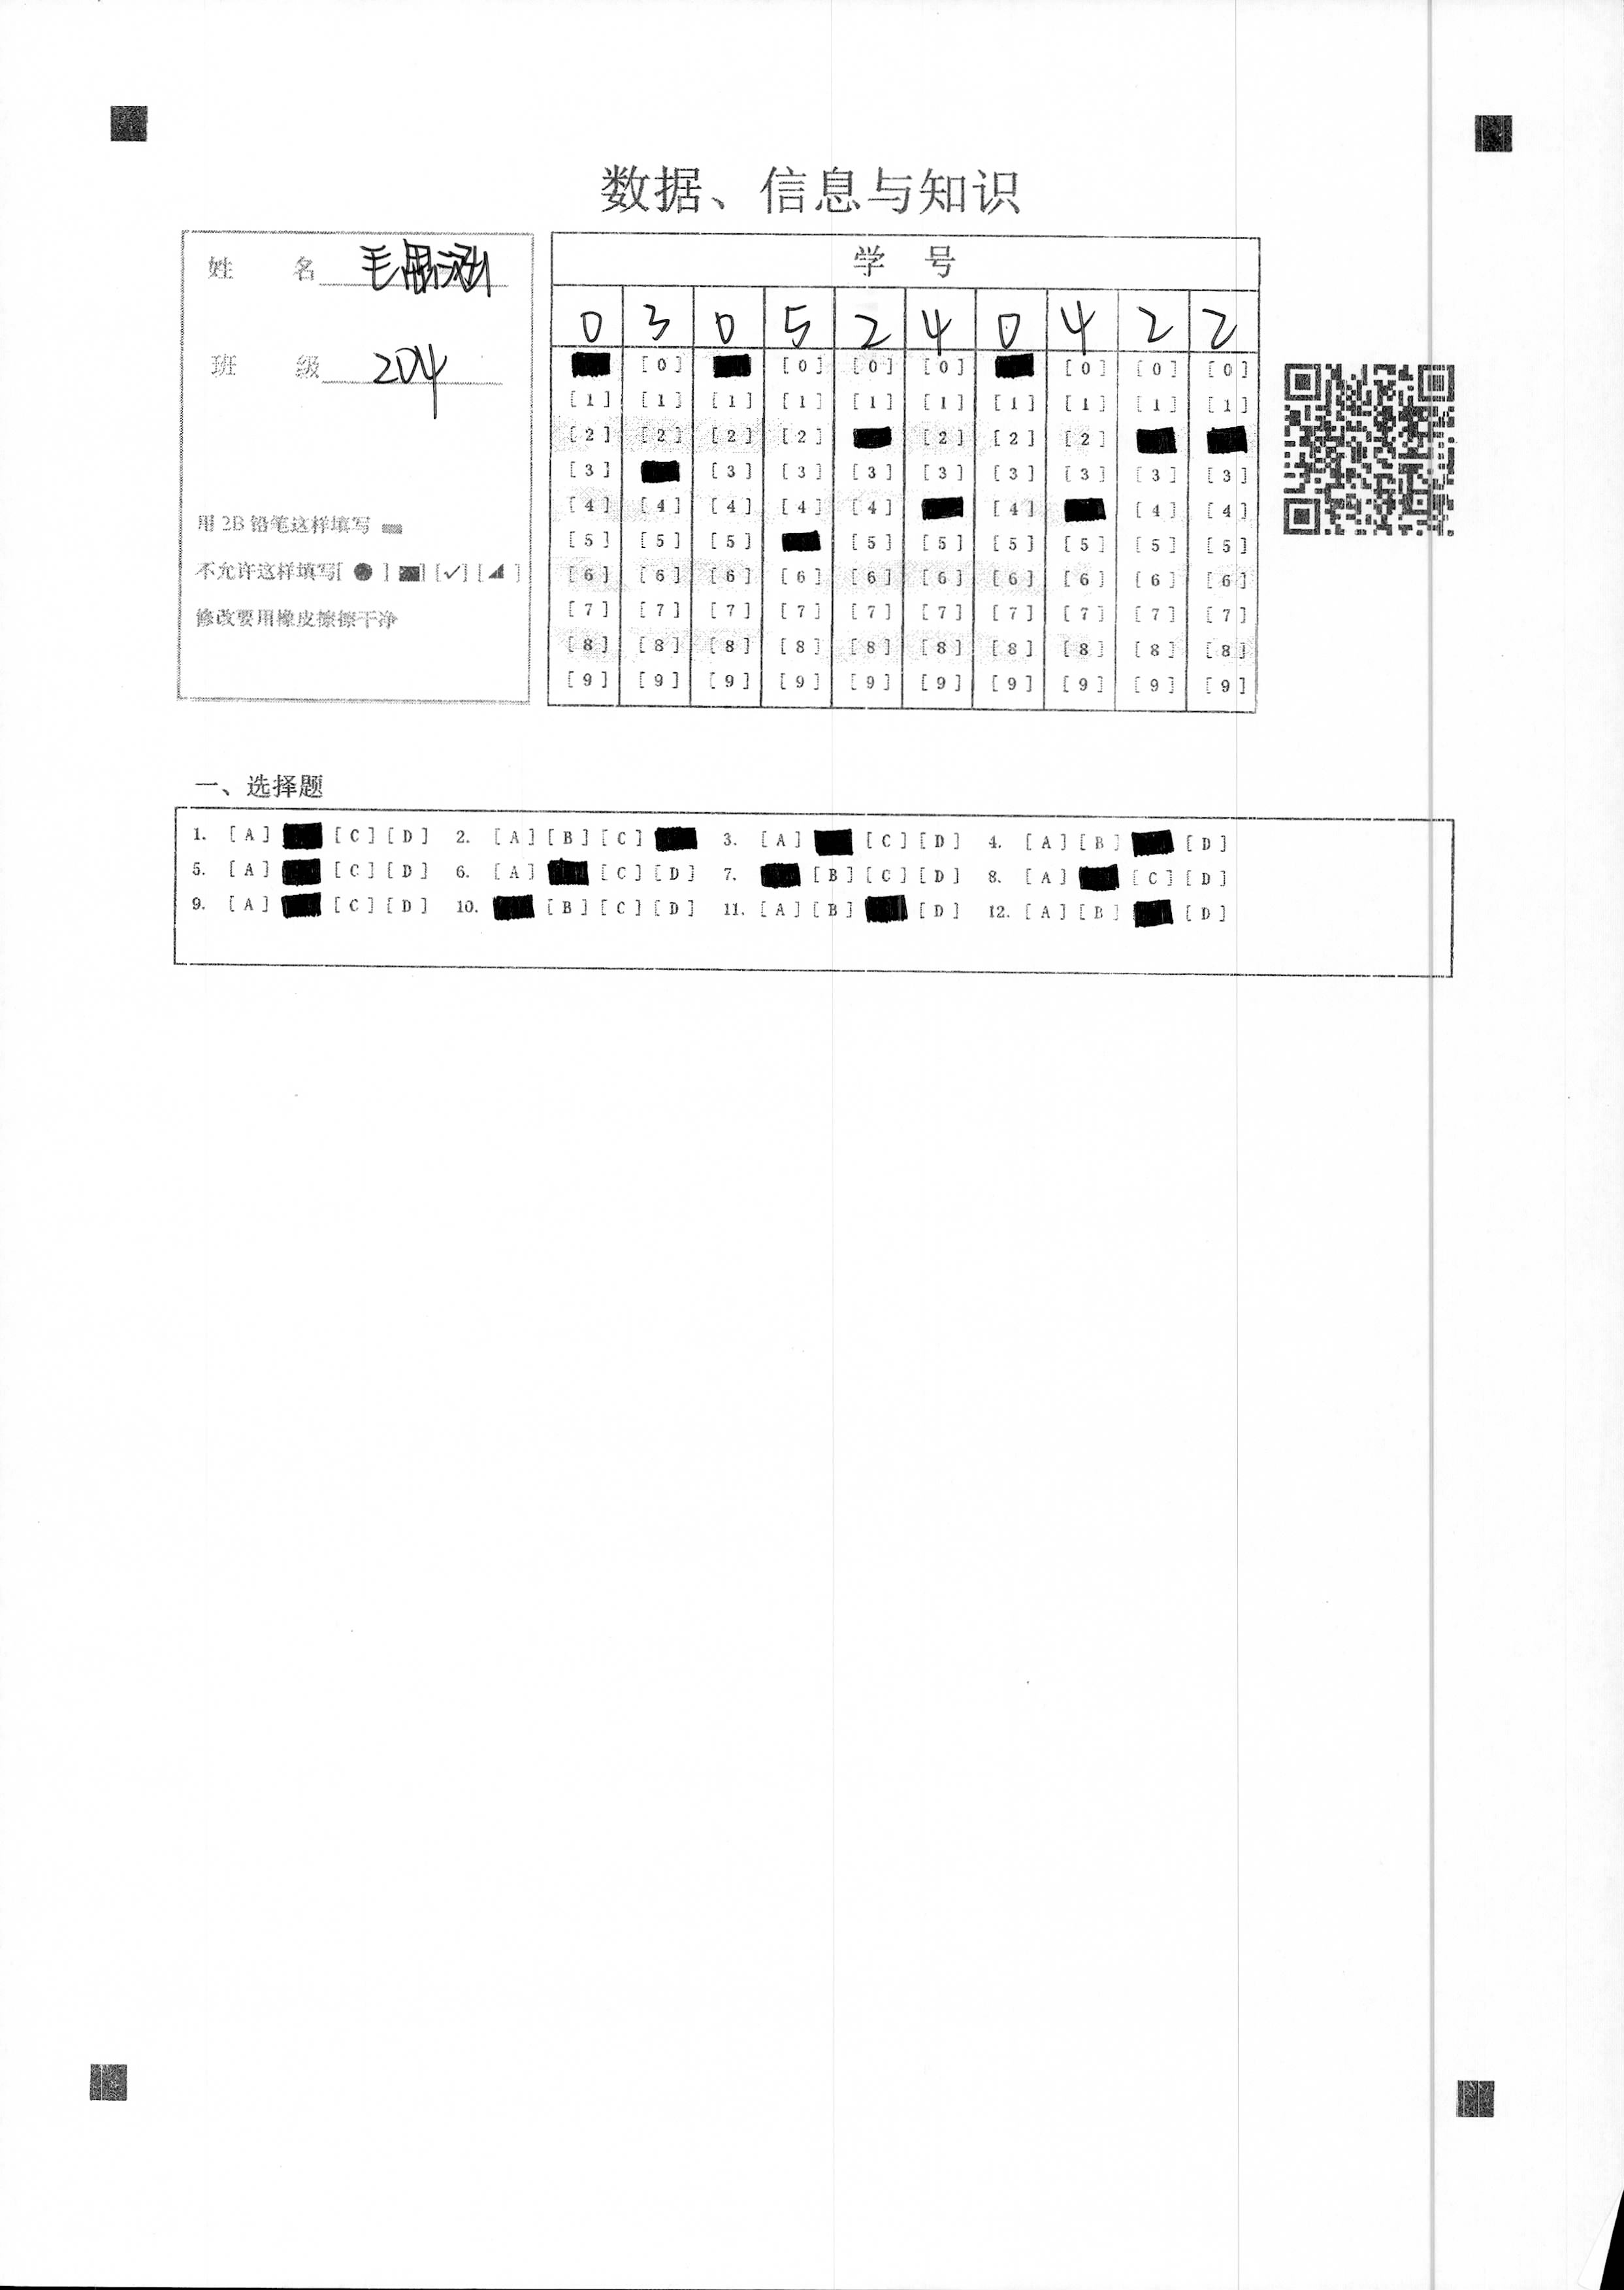 数据、信息与知识
姓 名 毛
班 级 204
用 2B 铅笔这样填写
不允许这样填写[ ● ] [■] [✓] [◢ ]
修改要用橡皮擦擦干净
学 号
0 3 0 5 2 4 0 4 2 2
[0] [0] [0] [0] [0] [0] [0]
[1] [1] [1] [1] [1] [1] [1] [1] [1] [1]
[2] [2] [2] [2] [2] [2] [2]
[3] [3] [3] [3] [3] [3] [3] [3] [3]
[4] [4] [4] [4] [4] [4] [4] [4]
[5] [5] [5] [5] [5] [5] [5] [5] [5]
[6] [6] [6] [6] [6] [6] [6] [6] [6] [6]
[7] [7] [7] [7] [7] [7] [7] [7] [7] [7]
[8] [8] [8] [8] [8] [8] [8] [8] [8] [8]
[9] [9] [9] [9] [9] [9] [9] [9] [9] [9]
一、选择题
1. [A] [C] [D] 2. [A] [B] [C] 3. [A] [C] [D] 4. [A] [B] [D]
5. [A] [C] [D] 6. [A] [C] [D] 7. [B] [C] [D] 8. [A] [C] [D]
9. [A] [C] [D] 10. [B] [C] [D] 11. [A] [B] [D] 12. [A] [B] [D]